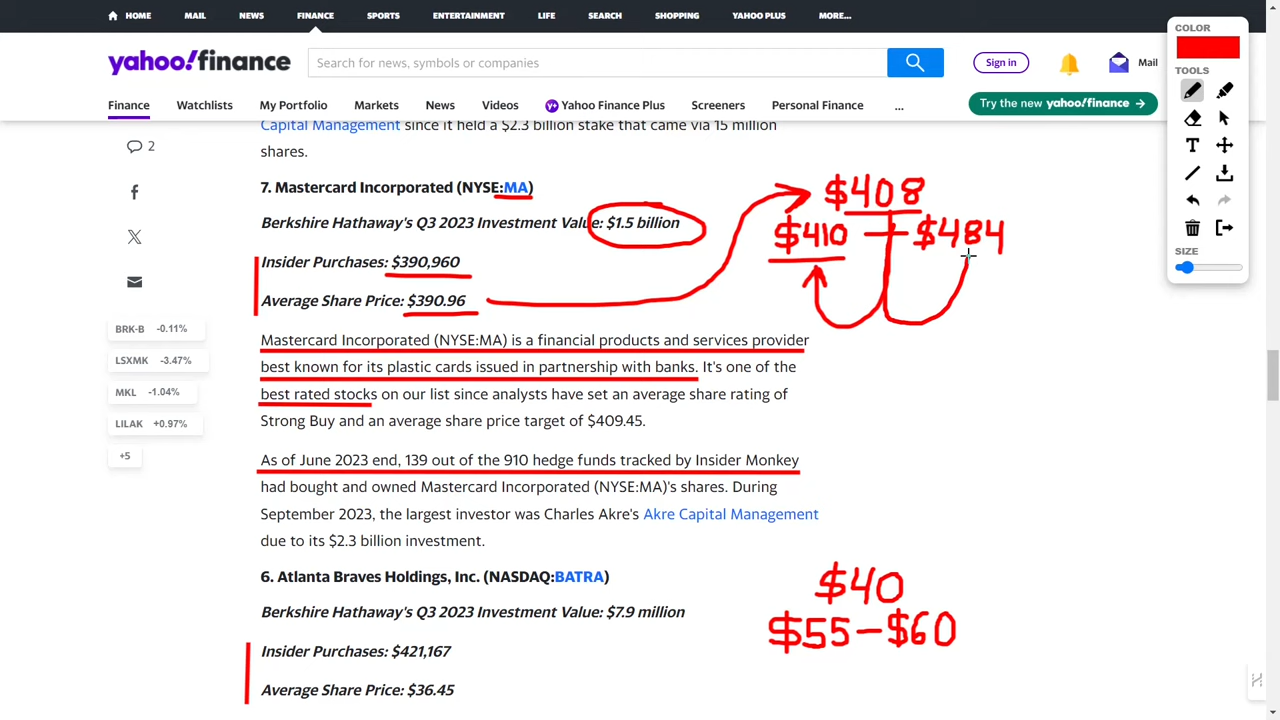 HOME MAIL NEWS FINANCE SPORTS ENTERTAINMENT LIFE SEARCH SHOPPING YAHOO PLUS MORE...
COLOR
yahoo!finance Search for news, symbols or companies Sign in Mail
TOOLS
Finance Watchlists My Portfolio Markets News Videos Yahoo Finance Plus Screeners Personal Finance ... Try the new yahoo!finance →
Capital Management since it held a $2.3 billion stake that came via 15 million
shares.
2
7. Mastercard Incorporated (NYSE:MA)
$408
Berkshire Hathaway's Q3 2023 Investment Value: $1.5 billion
$410 – $484
SIZE
Insider Purchases: $390,960
Average Share Price: $390.96
BRK-B -0.11%
LSXMK -3.47%
MKL -1.04%
LILAK +0.97%
+5
Mastercard Incorporated (NYSE:MA) is a financial products and services provider
best known for its plastic cards issued in partnership with banks. It's one of the
best rated stocks on our list since analysts have set an average share rating of
Strong Buy and an average share price target of $409.45.
As of June 2023 end, 139 out of the 910 hedge funds tracked by Insider Monkey
had bought and owned Mastercard Incorporated (NYSE:MA)'s shares. During
September 2023, the largest investor was Charles Akre's Akre Capital Management
due to its $2.3 billion investment.
6. Atlanta Braves Holdings, Inc. (NASDAQ:BATRA)
$40
Berkshire Hathaway's Q3 2023 Investment Value: $7.9 million
$55–$60
Insider Purchases: $421,167
Average Share Price: $36.45